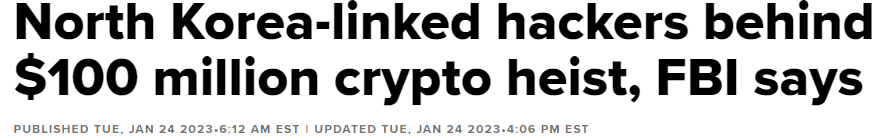 North Korea-linked hackers behind
$100 million crypto heist, FBI says
PUBLISHED TUE, JAN 24 2023•6:12 AM EST | UPDATED TUE, JAN 24 2023•4:06 PM EST